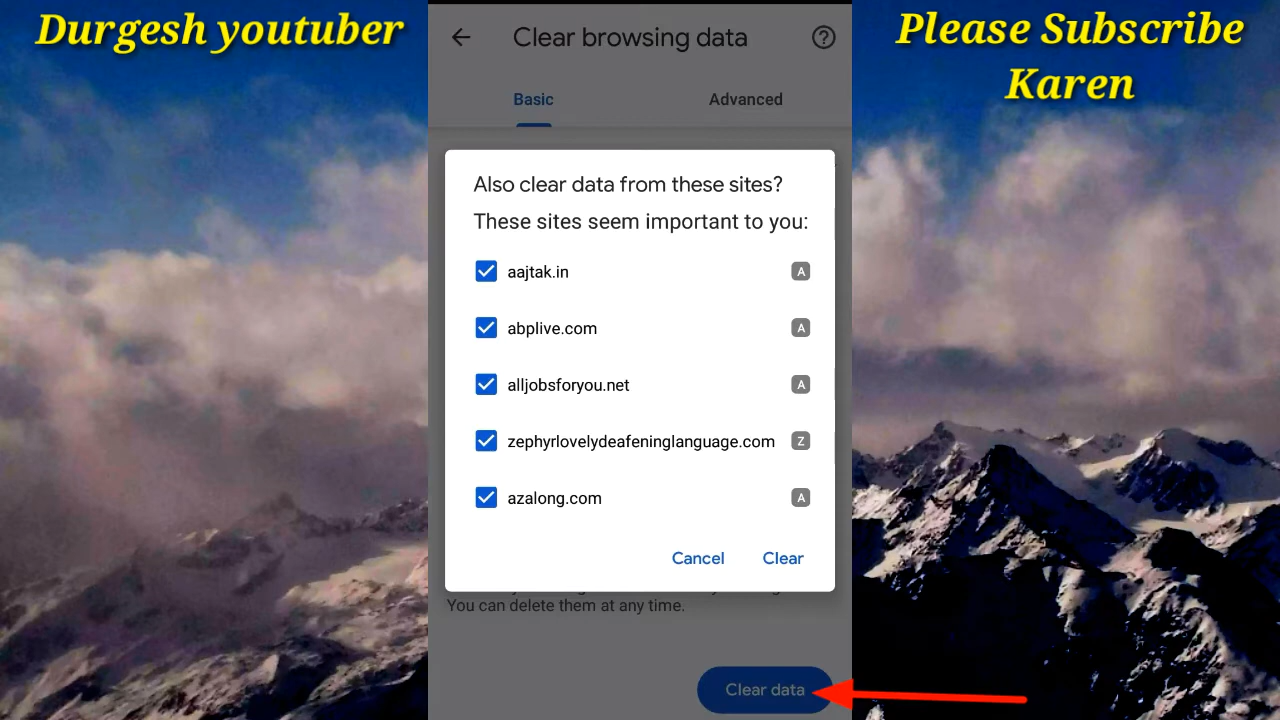 Durgesh youtuber
Please Subscribe
Karen
Clear browsing data
Basic
Advanced
Also clear data from these sites?
These sites seem important to you:
aajtak.in A
abplive.com A
alljobsforyou.net A
zephyrlovelydeafeninglanguage.com Z
azalong.com A
Cancel Clear
You can delete them at any time.
Clear data